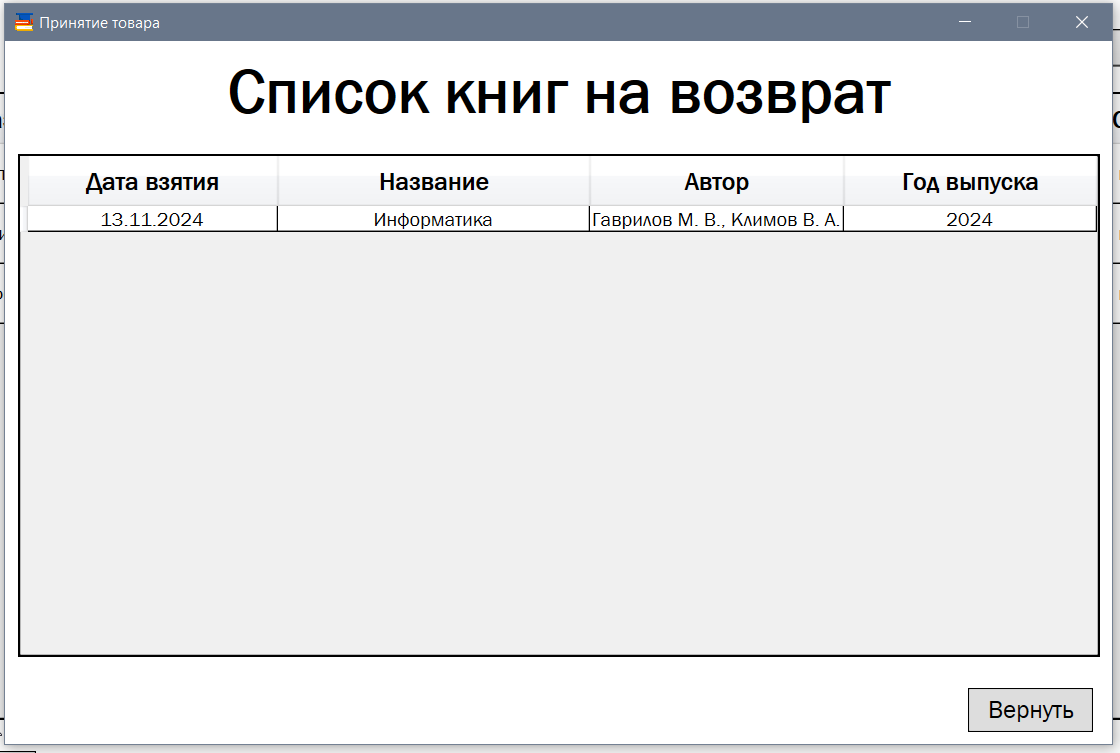 Принятие товара
Список книг на возврат
Дата взятия Название Автор Год выпуска
13.11.2024 Информатика Гаврилов М. В., Климов В. А. 2024
Вернуть